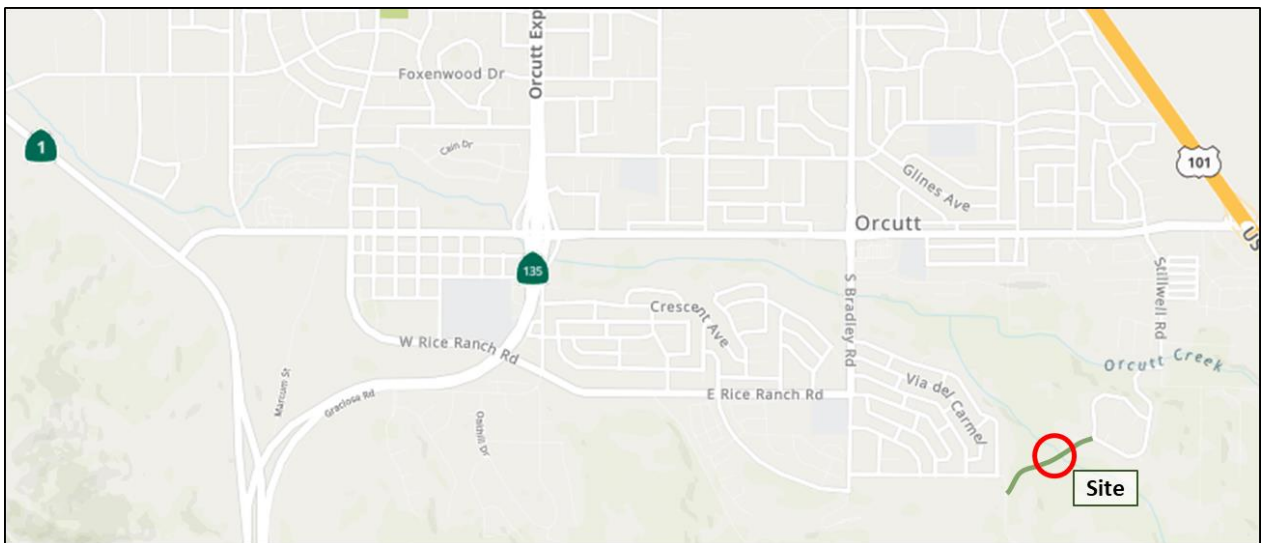 Orcutt Exp
Foxenwood Dr
1
Cain Dr
101
Glines Ave
Orcutt
US
135
Stillwell Rd
S Bradley Rd
Crescent Ave
W Rice Ranch Rd
Orcutt Creek
Marcum St
Graciosa Rd
Via del Carmel
E Rice Ranch Rd
Oakhill Dr
Site